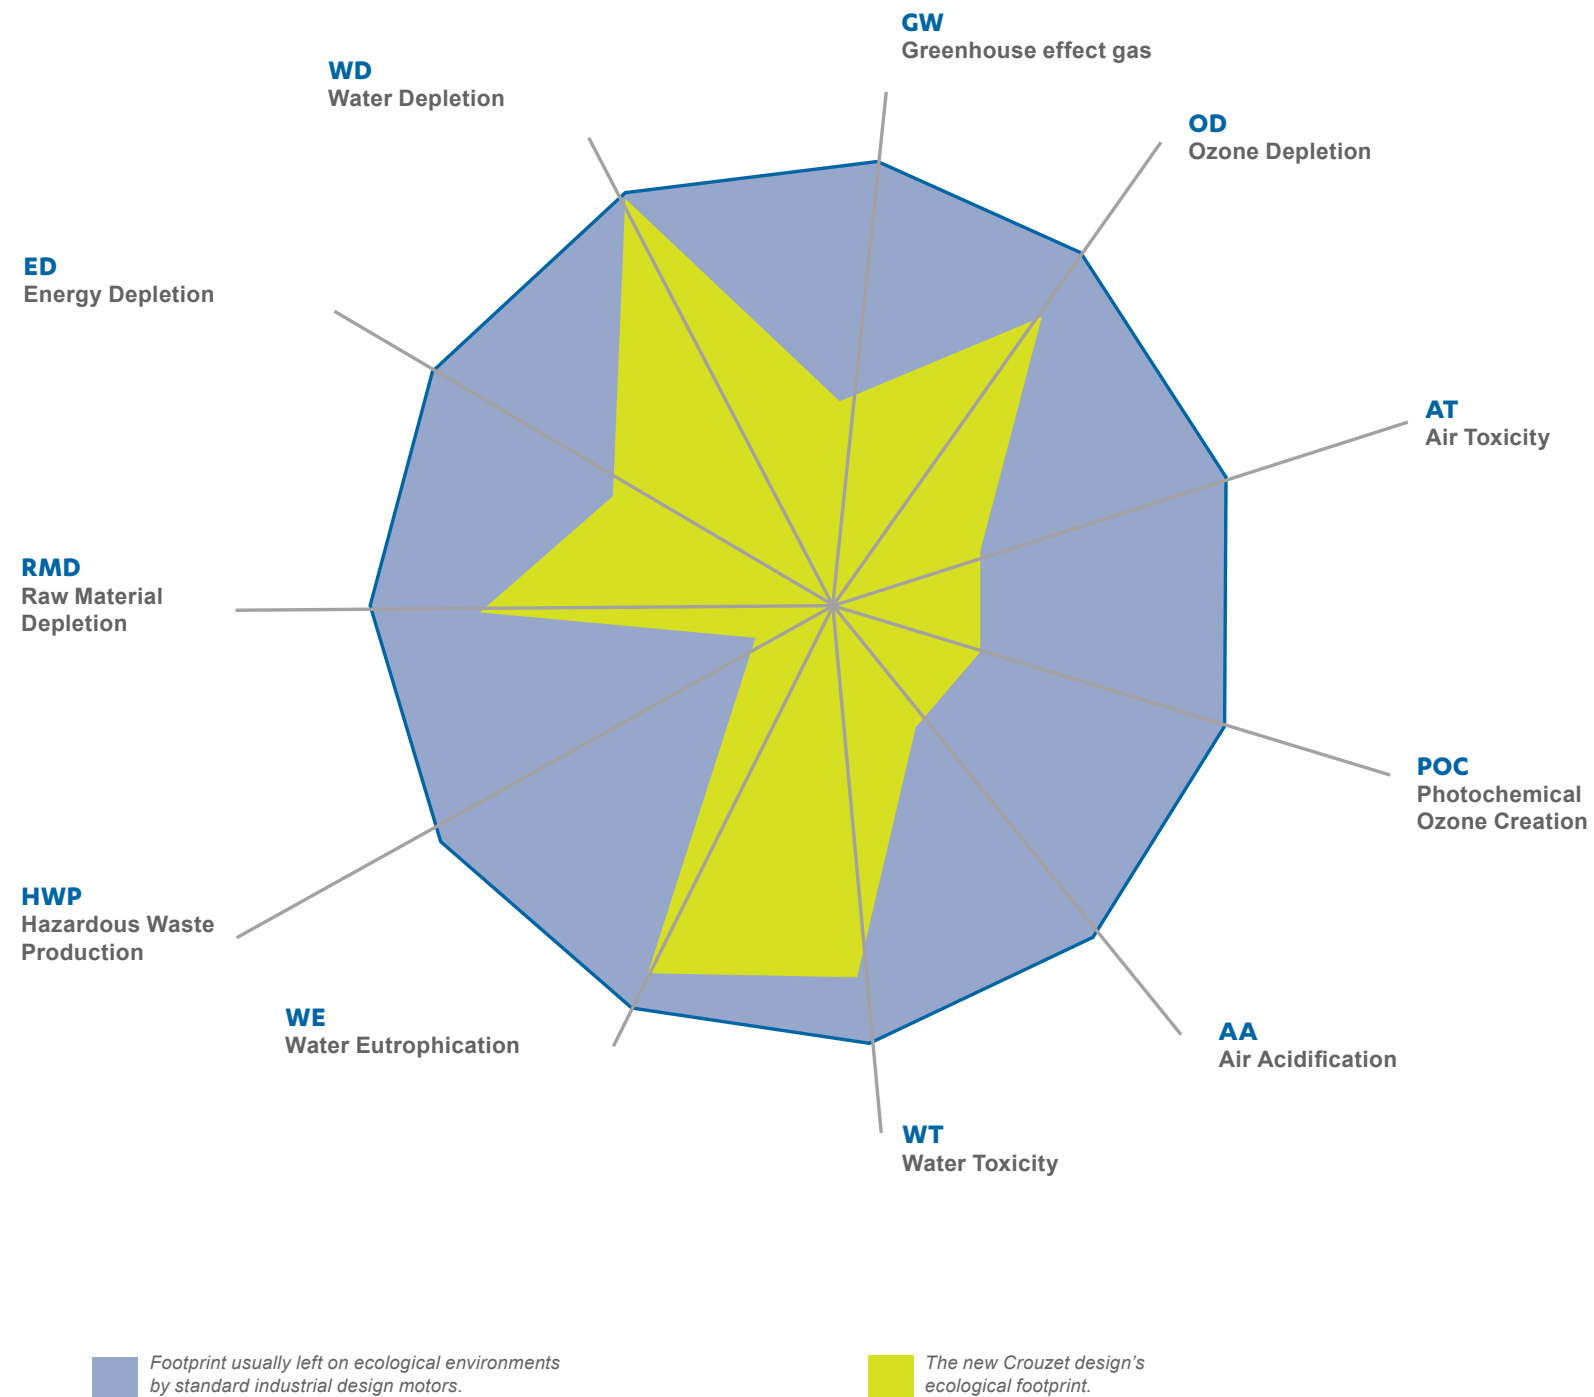 GW
Greenhouse effect gas
WD
Water Depletion
OD
Ozone Depletion
ED
Energy Depletion
AT
Air Toxicity
RMD
Raw Material
Depletion
POC
Photochemical
Ozone Creation
HWP
Hazardous Waste
Production
WE
Water Eutrophication
AA
Air Acidification
WT
Water Toxicity
Footprint usually left on ecological environments
by standard industrial design motors.
The new Crouzet design's
ecological footprint.